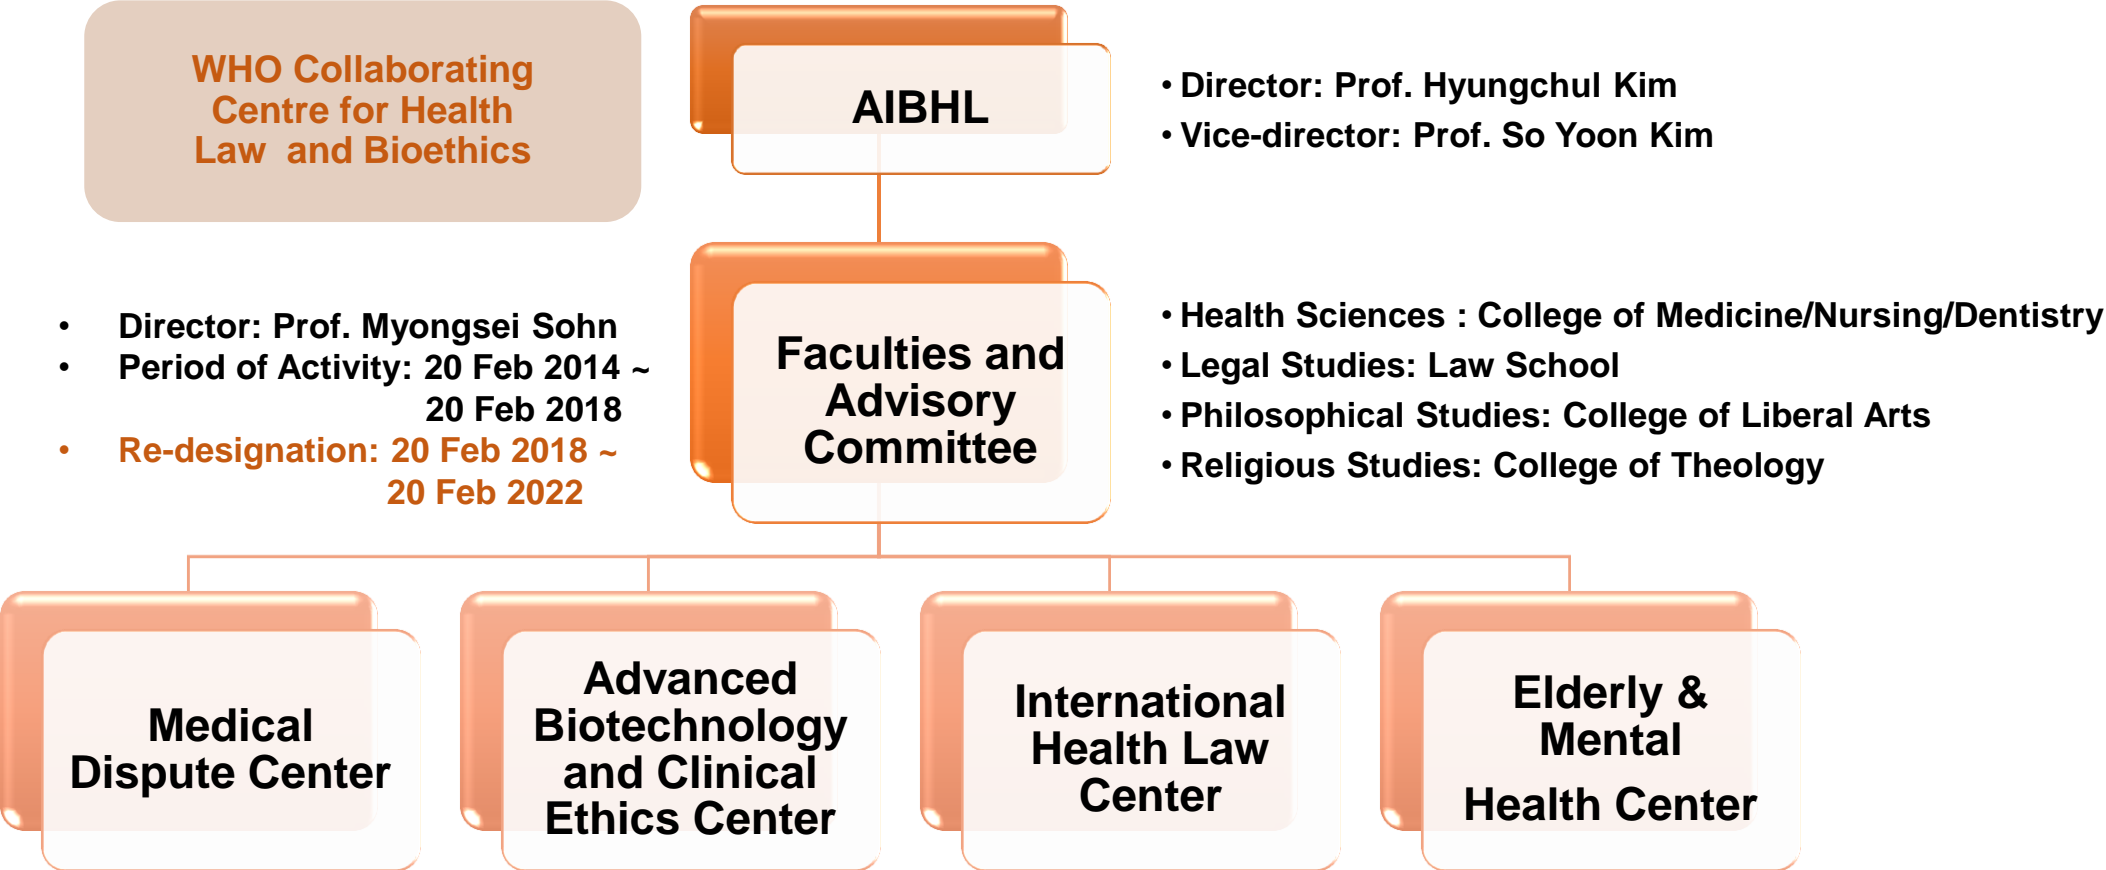 WHO Collaborating
Centre for Health
Law and Bioethics
AIBHL
• Director: Prof. Hyungchul Kim
• Vice-director: Prof. So Yoon Kim
• Director: Prof. Myongsei Sohn
• Period of Activity: 20 Feb 2014 ~
20 Feb 2018
• Re-designation: 20 Feb 2018 ~
20 Feb 2022
Faculties and
Advisory
Committee
• Health Sciences : College of Medicine/Nursing/Dentistry
• Legal Studies: Law School
• Philosophical Studies: College of Liberal Arts
• Religious Studies: College of Theology
Medical
Dispute Center
Advanced
Biotechnology
and Clinical
Ethics Center
International
Health Law
Center
Elderly &
Mental
Health Center